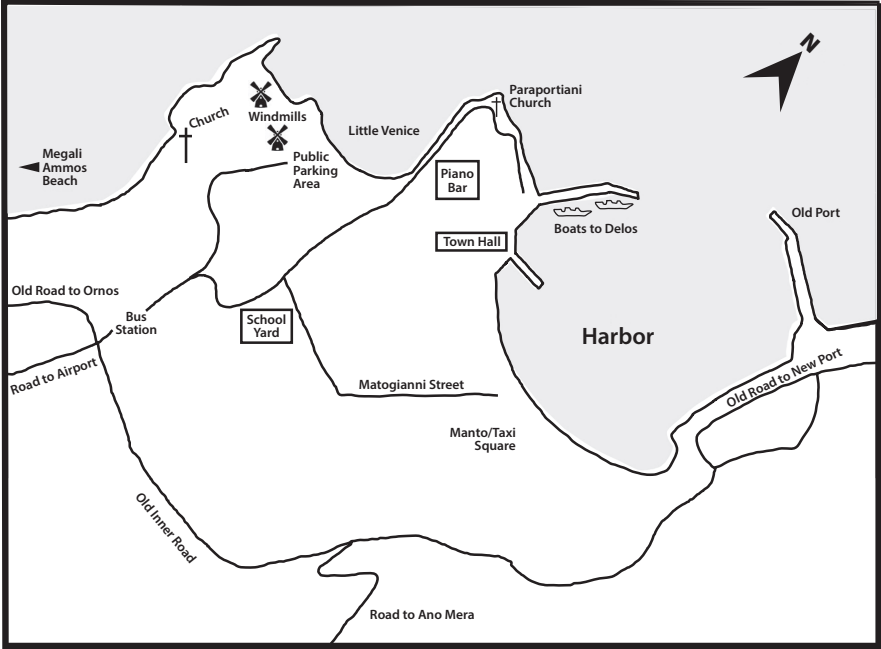 N
Paraportiani
Church
Church
Windmills
Little Venice
Megali
Ammos
Beach
Public
Parking
Area
Piano
Bar
Old Port
Boats to Delos
Town Hall
Old Road to Ornos
Bus
Station
School
Yard
Harbor
Road to Airport
Old Road to New Port
Matogianni Street
Manto/Taxi
Square
Old Inner Road
Road to Ano Mera